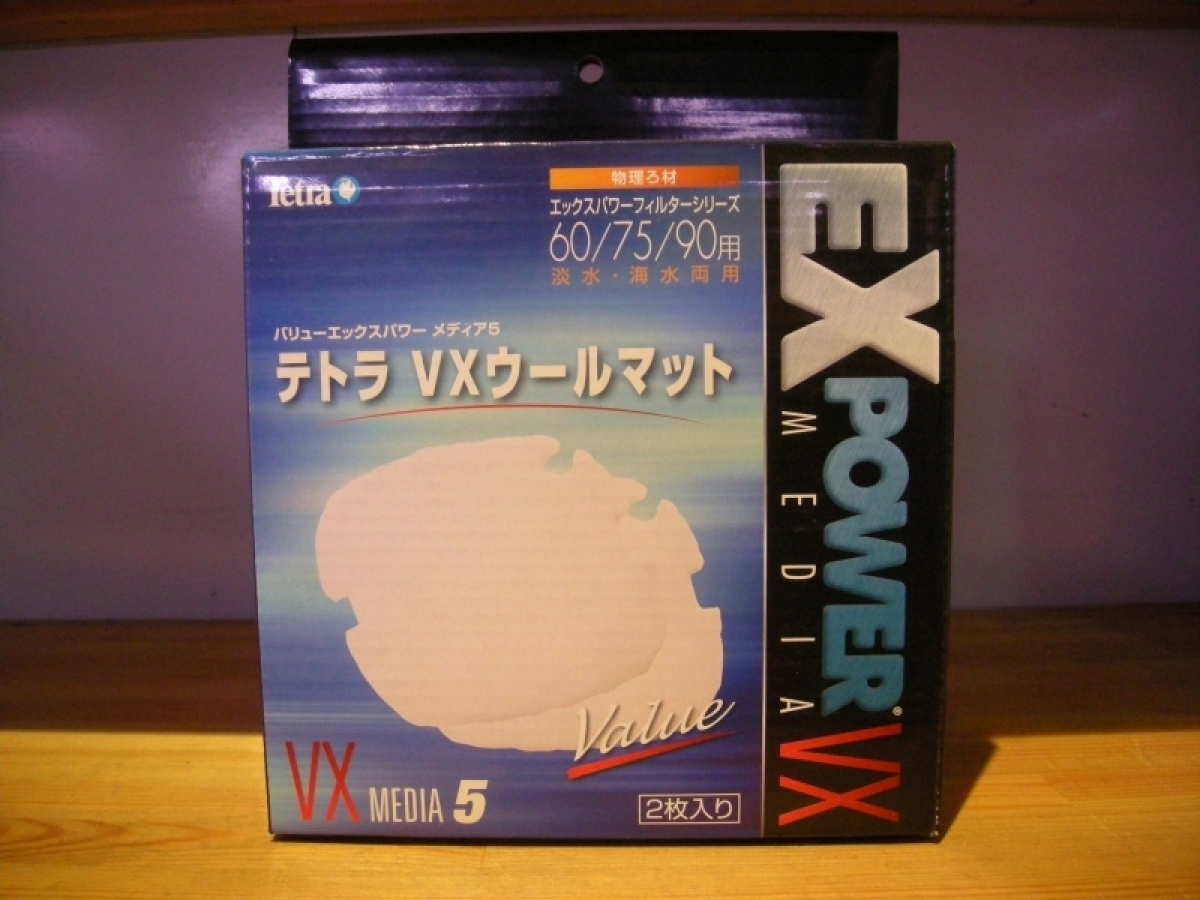 Tetra
物理ろ材
エックスパワーフィルターシリーズ
60/75/90用
淡水・海水両用
バリューエックスパワー メディア5
テトラ VXウールマット
Value
VX MEDIA 5
2枚入り
EX POWER® VX
MEDIA